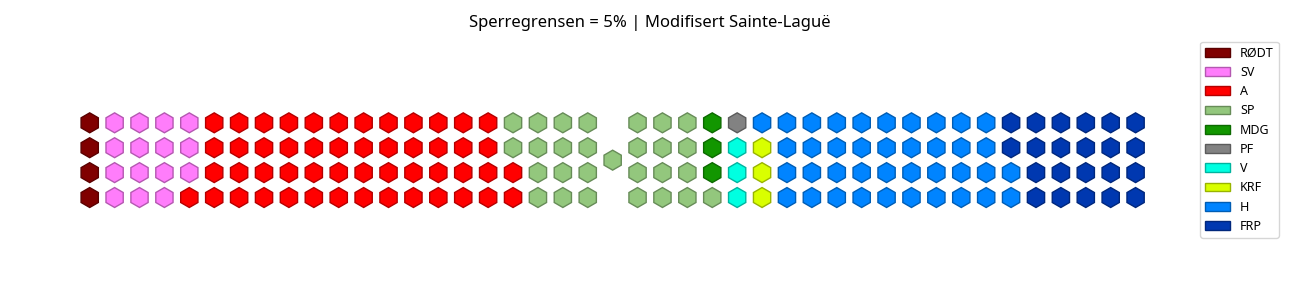 Sperregrensen = 5% | Modifisert Sainte-Laguë
RØDT
SV
A
SP
MDG
PF
V
KRF
H
FRP